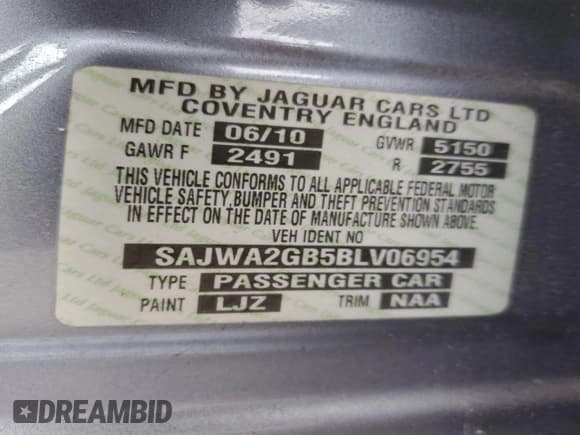 MFD BY JAGUAR CARS LTD
COVENTRY ENGLAND
MFD DATE 06/10 GVWR 5150
GAWR F 2491 R 2755
THIS VEHICLE CONFORMS TO ALL APPLICABLE FEDERAL MOTOR
VEHICLE SAFETY, BUMPER AND THEFT PREVENTION STANDARDS
IN EFFECT ON THE DATE OF MANUFACTURE SHOWN ABOVE.
VEH IDENT NO
SAJWA2GB5BLV06954
TYPE PASSENGER CAR
PAINT LJZ TRIM NAA
DREAMBID